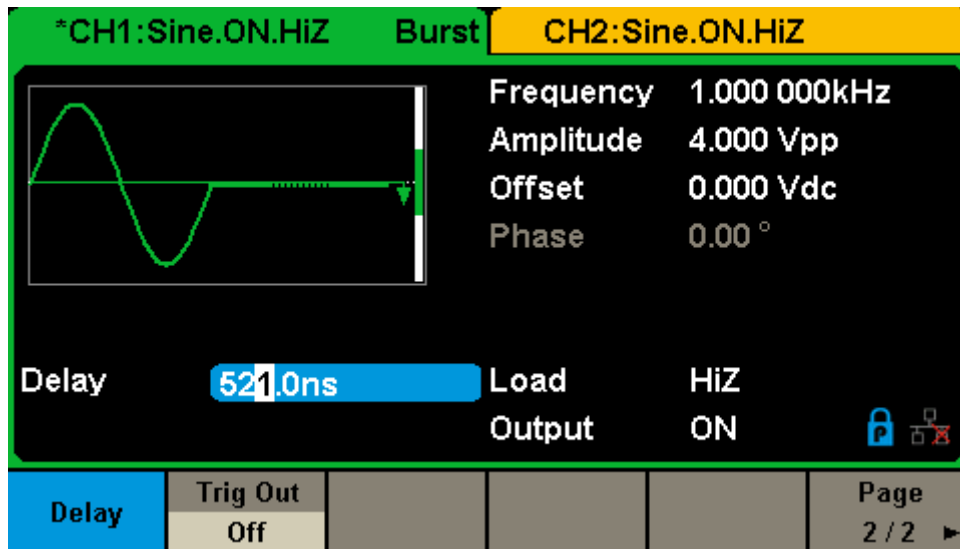 *CH1:Sine.ON.HiZ Burst CH2:Sine.ON.HiZ
Frequency 1.000 000kHz
Amplitude 4.000 Vpp
Offset 0.000 Vdc
Phase 0.00 °
Delay 521.0ns Load HiZ
Output ON P
Delay Trig Out Off Page 2 / 2 ►